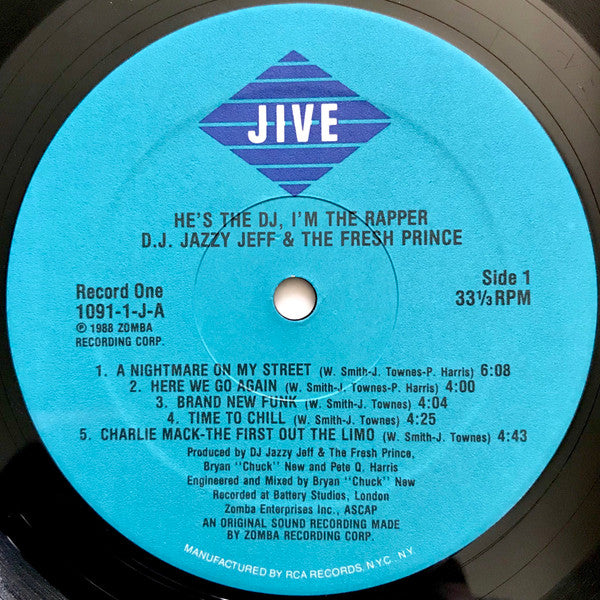 JIVE
HE'S THE DJ, I'M THE RAPPER
D.J. JAZZY JEFF & THE FRESH PRINCE
Record One
1091-1-J-A
℗ 1988 ZOMBA
RECORDING CORP.
Side 1
33⅓ RPM
1. A NIGHTMARE ON MY STREET (W. Smith-J. Townes-P. Harris) 6:08
2. HERE WE GO AGAIN (W. Smith-J. Townes-P. Harris) 4:00
3. BRAND NEW FUNK (W. Smith-J. Townes) 4:04
4. TIME TO CHILL (W. Smith-J. Townes) 4:25
5. CHARLIE MACK-THE FIRST OUT THE LIMO (W. Smith-J. Townes) 4:43
Produced by DJ Jazzy Jeff & The Fresh Prince,
Bryan "Chuck" New and Pete Q. Harris
Engineered and Mixed by Bryan "Chuck" New
Recorded at Battery Studios, London
Zomba Enterprises Inc., ASCAP
AN ORIGINAL SOUND RECORDING MADE
BY ZOMBA RECORDING CORP.
MANUFACTURED BY RCA RECORDS, N.Y.C., N.Y.